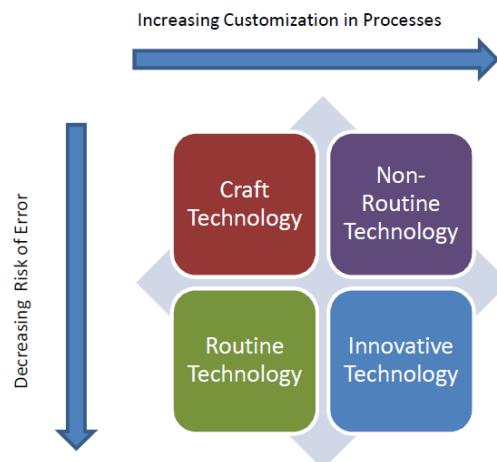 Increasing Customization in Processes
Decreasing Risk of Error
Craft
Technology
Non-
Routine
Technology
Routine
Technology
Innovative
Technology